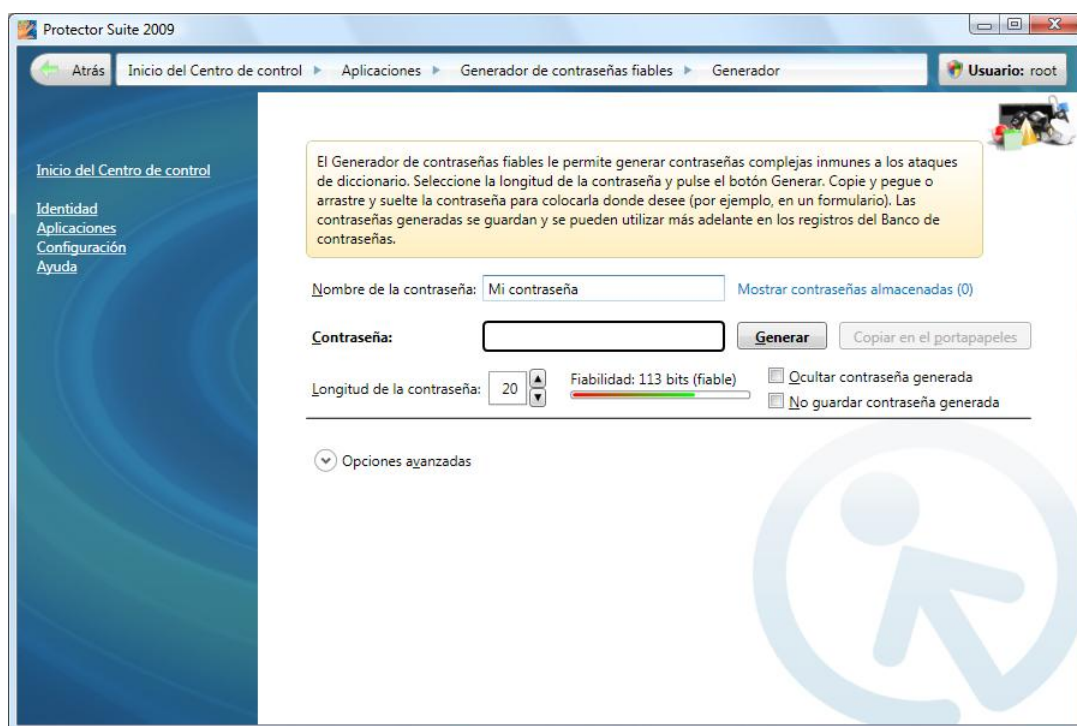 Protector Suite 2009
Atrás Inicio del Centro de control Aplicaciones Generador de contraseñas fiables Generador Usuario: root
Inicio del Centro de control
Identidad
Aplicaciones
Configuración
Ayuda
El Generador de contraseñas fiables le permite generar contraseñas complejas inmunes a los ataques
de diccionario. Seleccione la longitud de la contraseña y pulse el botón Generar. Copie y pegue o
arrastre y suelte la contraseña para colocarla donde desee (por ejemplo, en un formulario). Las
contraseñas generadas se guardan y se pueden utilizar más adelante en los registros del Banco de
contraseñas.
Nombre de la contraseña: Mi contraseña Mostrar contraseñas almacenadas (0)
Contraseña: Generar Copiar en el portapapeles
Longitud de la contraseña: 20 Fiabilidad: 113 bits (fiable) Ocultar contraseña generada
No guardar contraseña generada
Opciones avanzadas